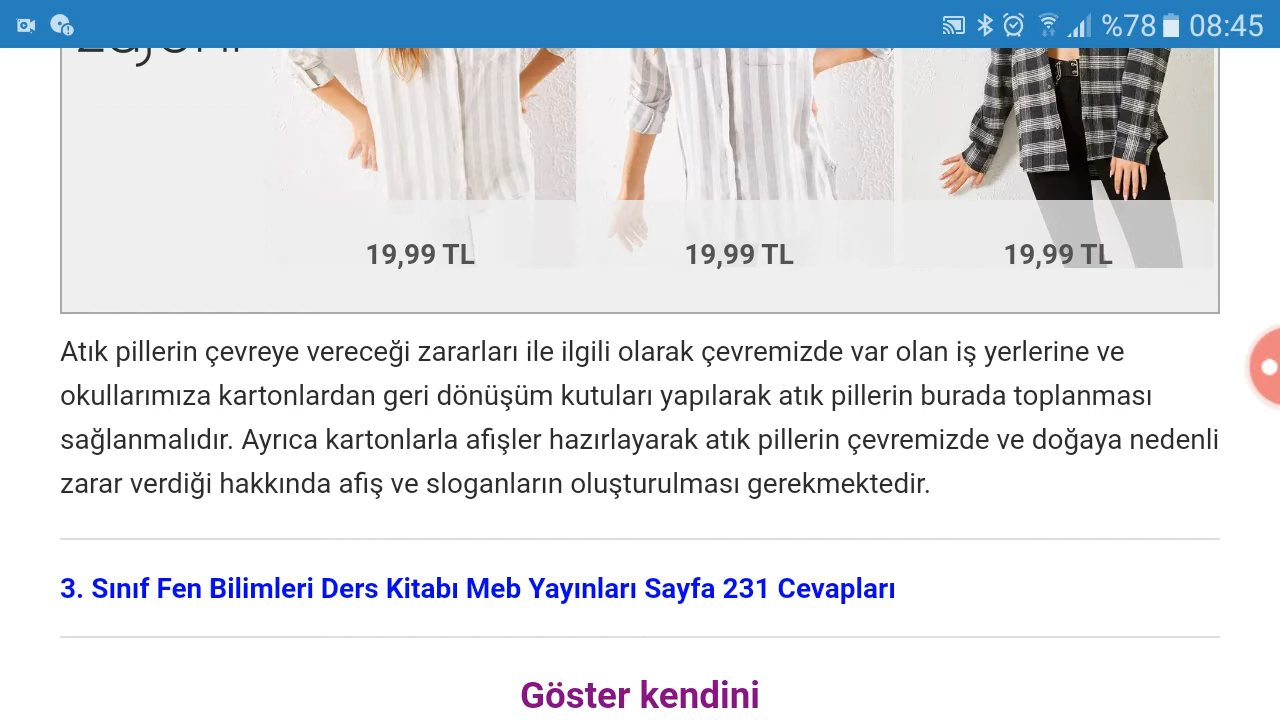 %78 08:45
19,99 TL 19,99 TL 19,99 TL
Atık pillerin çevreye vereceği zararları ile ilgili olarak çevremizde var olan iş yerlerine ve
okullarımıza kartonlardan geri dönüşüm kutuları yapılarak atık pillerin burada toplanması
sağlanmalıdır. Ayrıca kartonlarla afişler hazırlayarak atık pillerin çevremizde ve doğaya nedenli
zarar verdiği hakkında afiş ve sloganların oluşturulması gerekmektedir.
3. Sınıf Fen Bilimleri Ders Kitabı Meb Yayınları Sayfa 231 Cevapları
Göster kendini